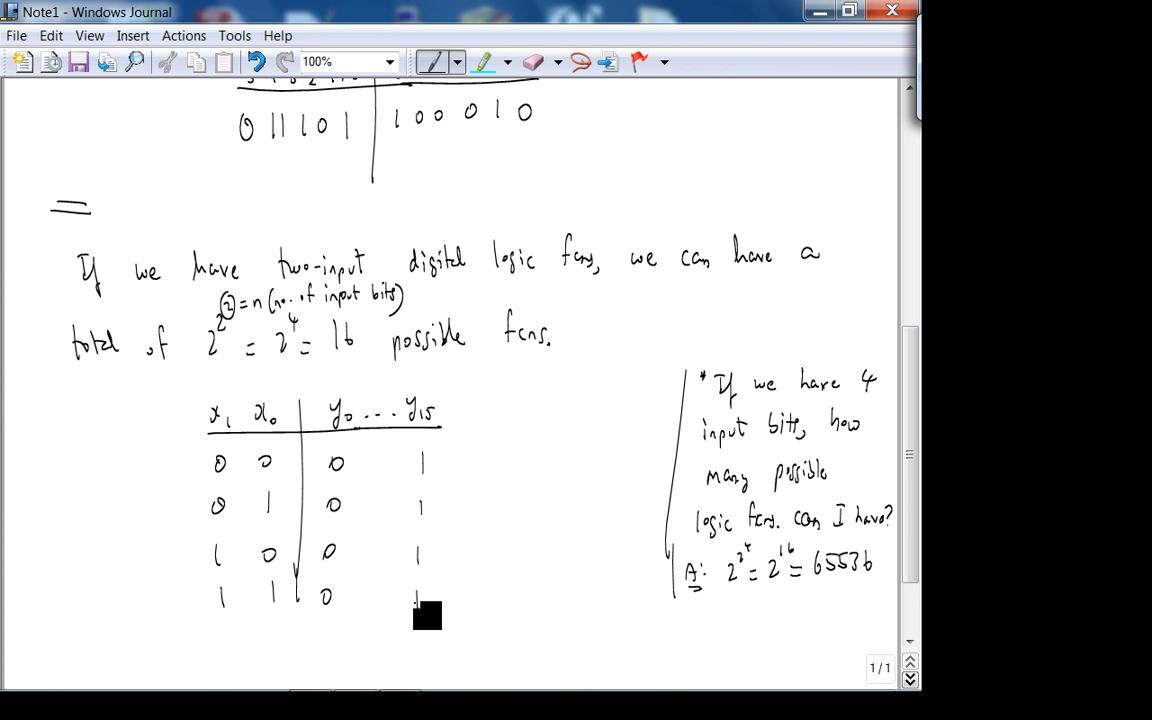 Note1 - Windows Journal
File Edit View Insert Actions Tools Help
100%
0 1 1 1 0 1 1 0 0 0 1 0
If we have two-input digital logic fcns, we can have a
2 = n (no. of input bits)
total of 2^2^2 = 2^4 = 16 possible fcns.
x1 x0 y0 ... y15
0 0 0 1
0 1 0 1
1 0 0 1
1 1 0 1
* If we have 4
input bits, how
many possible
logic fcns. can I have?
A: 2^2^4 = 2^16 = 65536
1 / 1